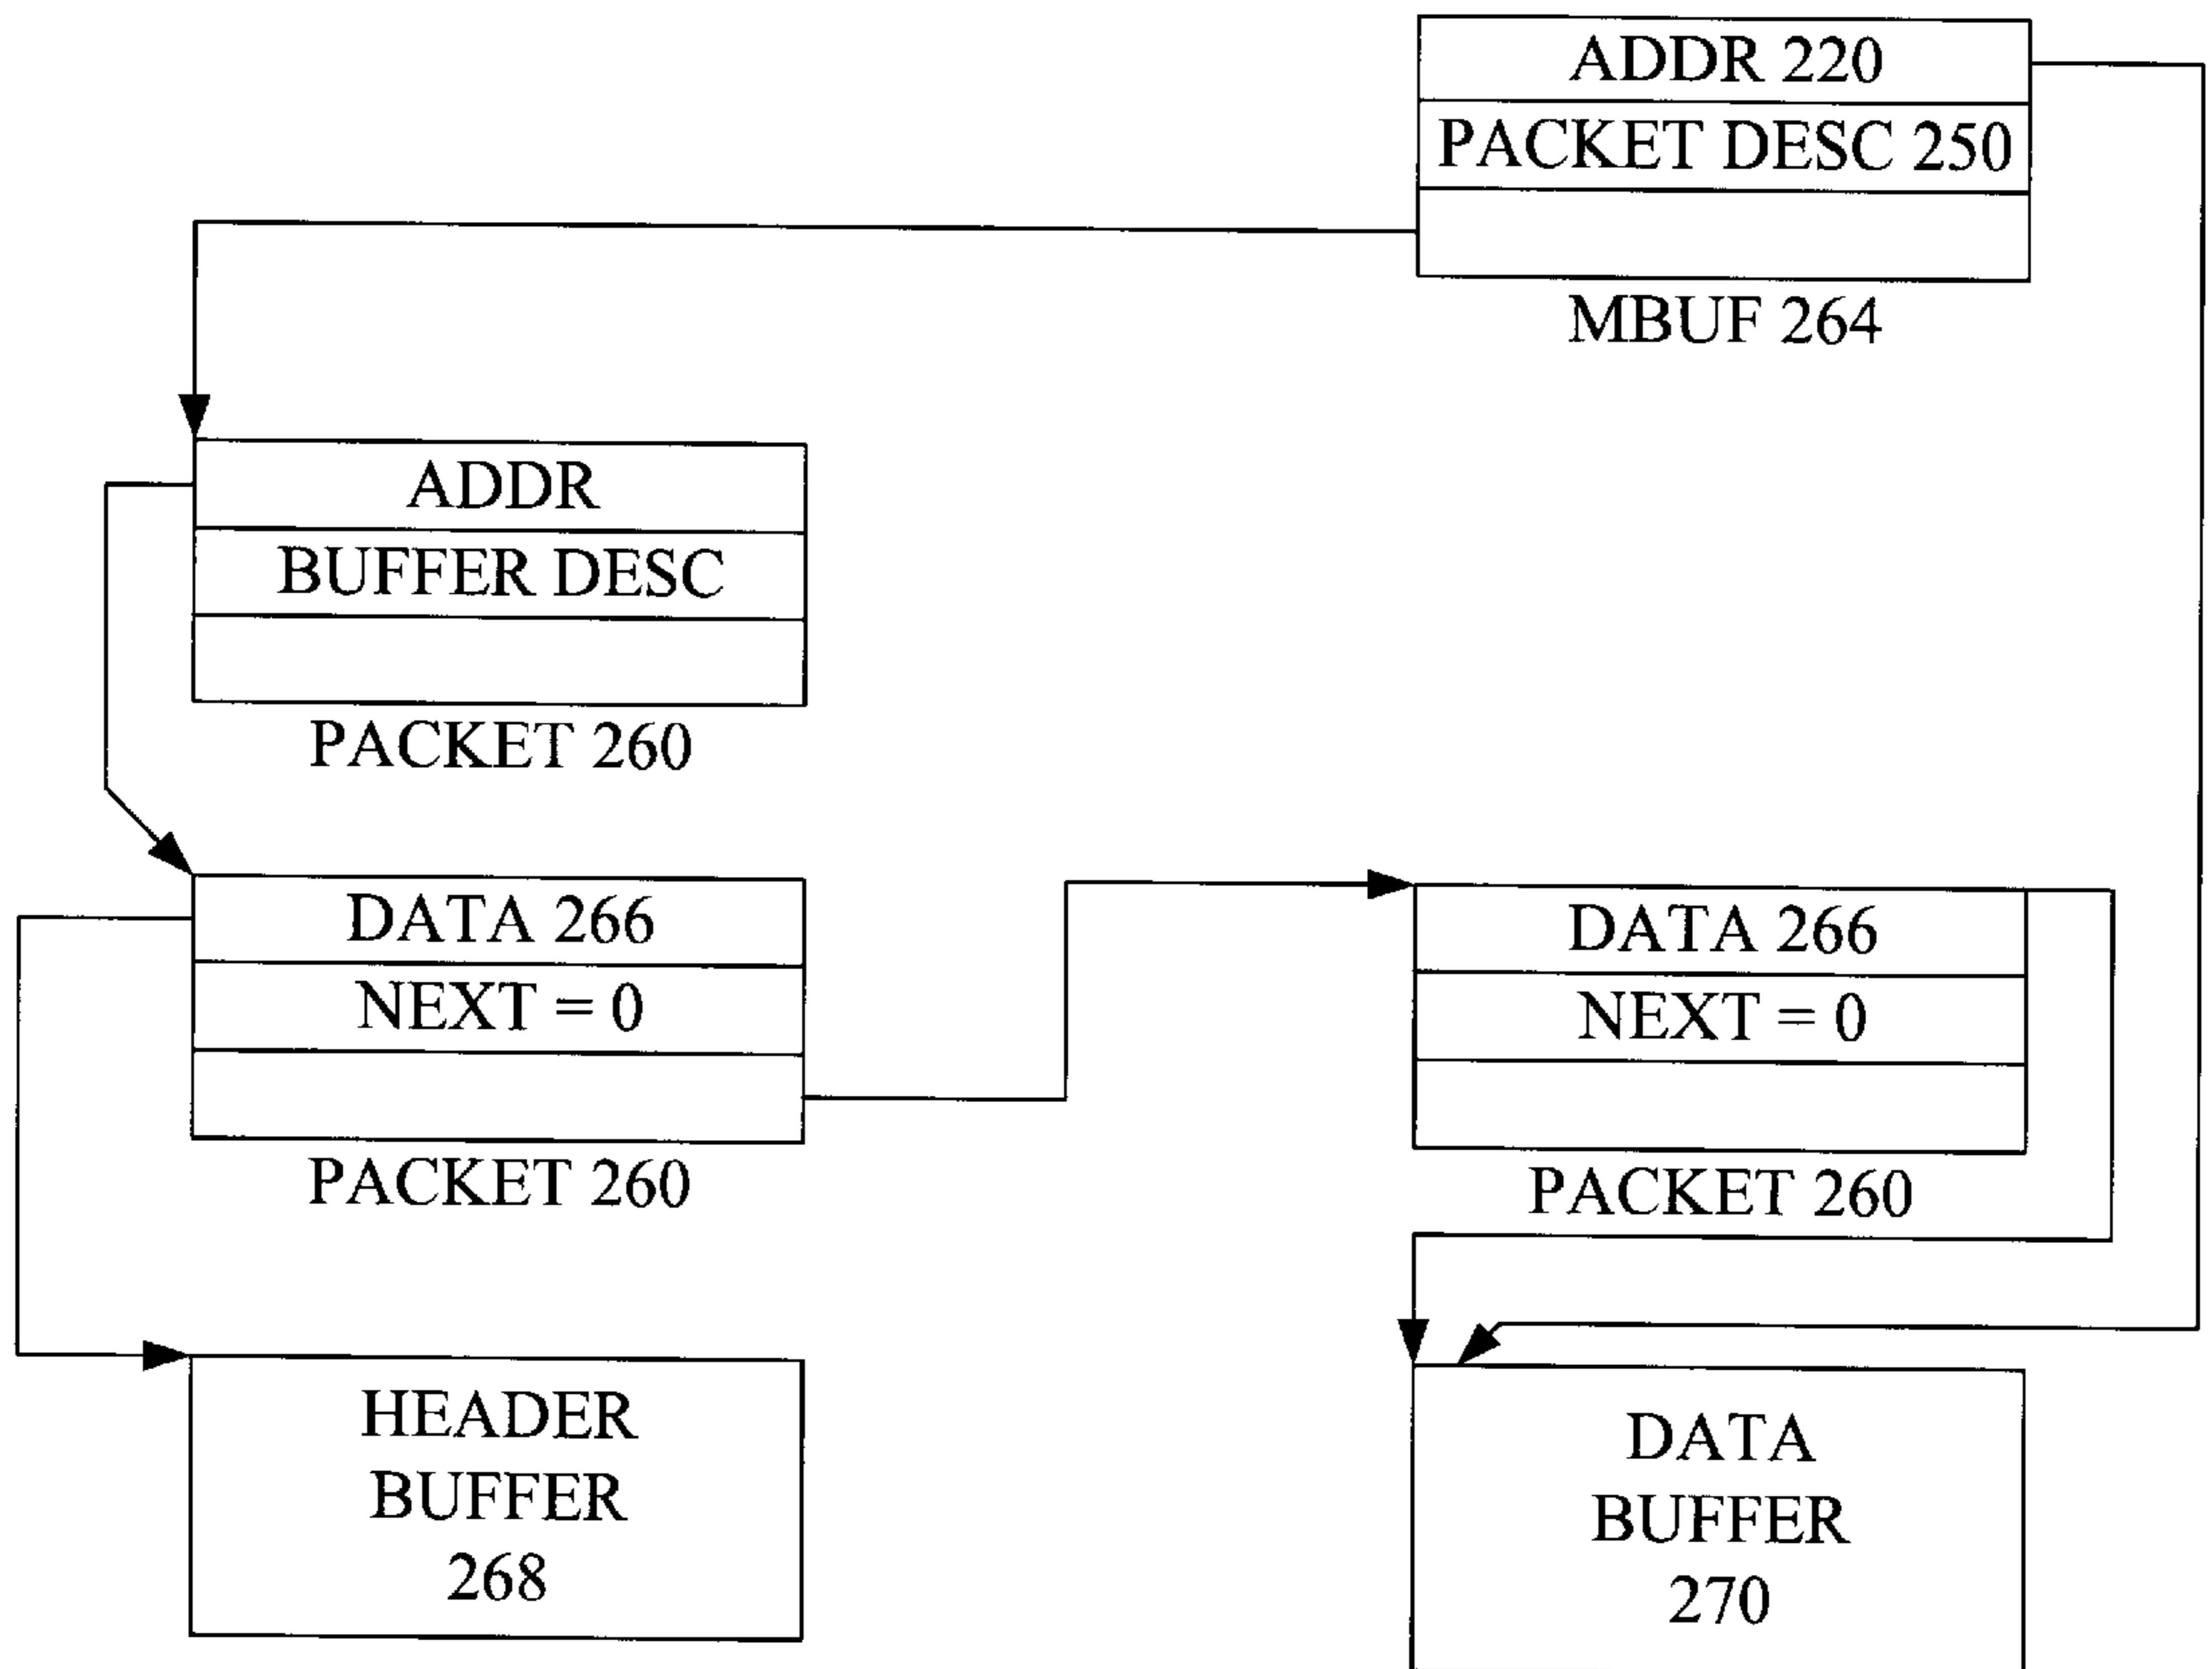 ADDR 220
PACKET DESC 250
MBUF 264
ADDR
BUFFER DESC
PACKET 260
DATA 266
NEXT = 0
PACKET 260
DATA 266
NEXT = 0
PACKET 260
HEADER
BUFFER
268
DATA
BUFFER
270